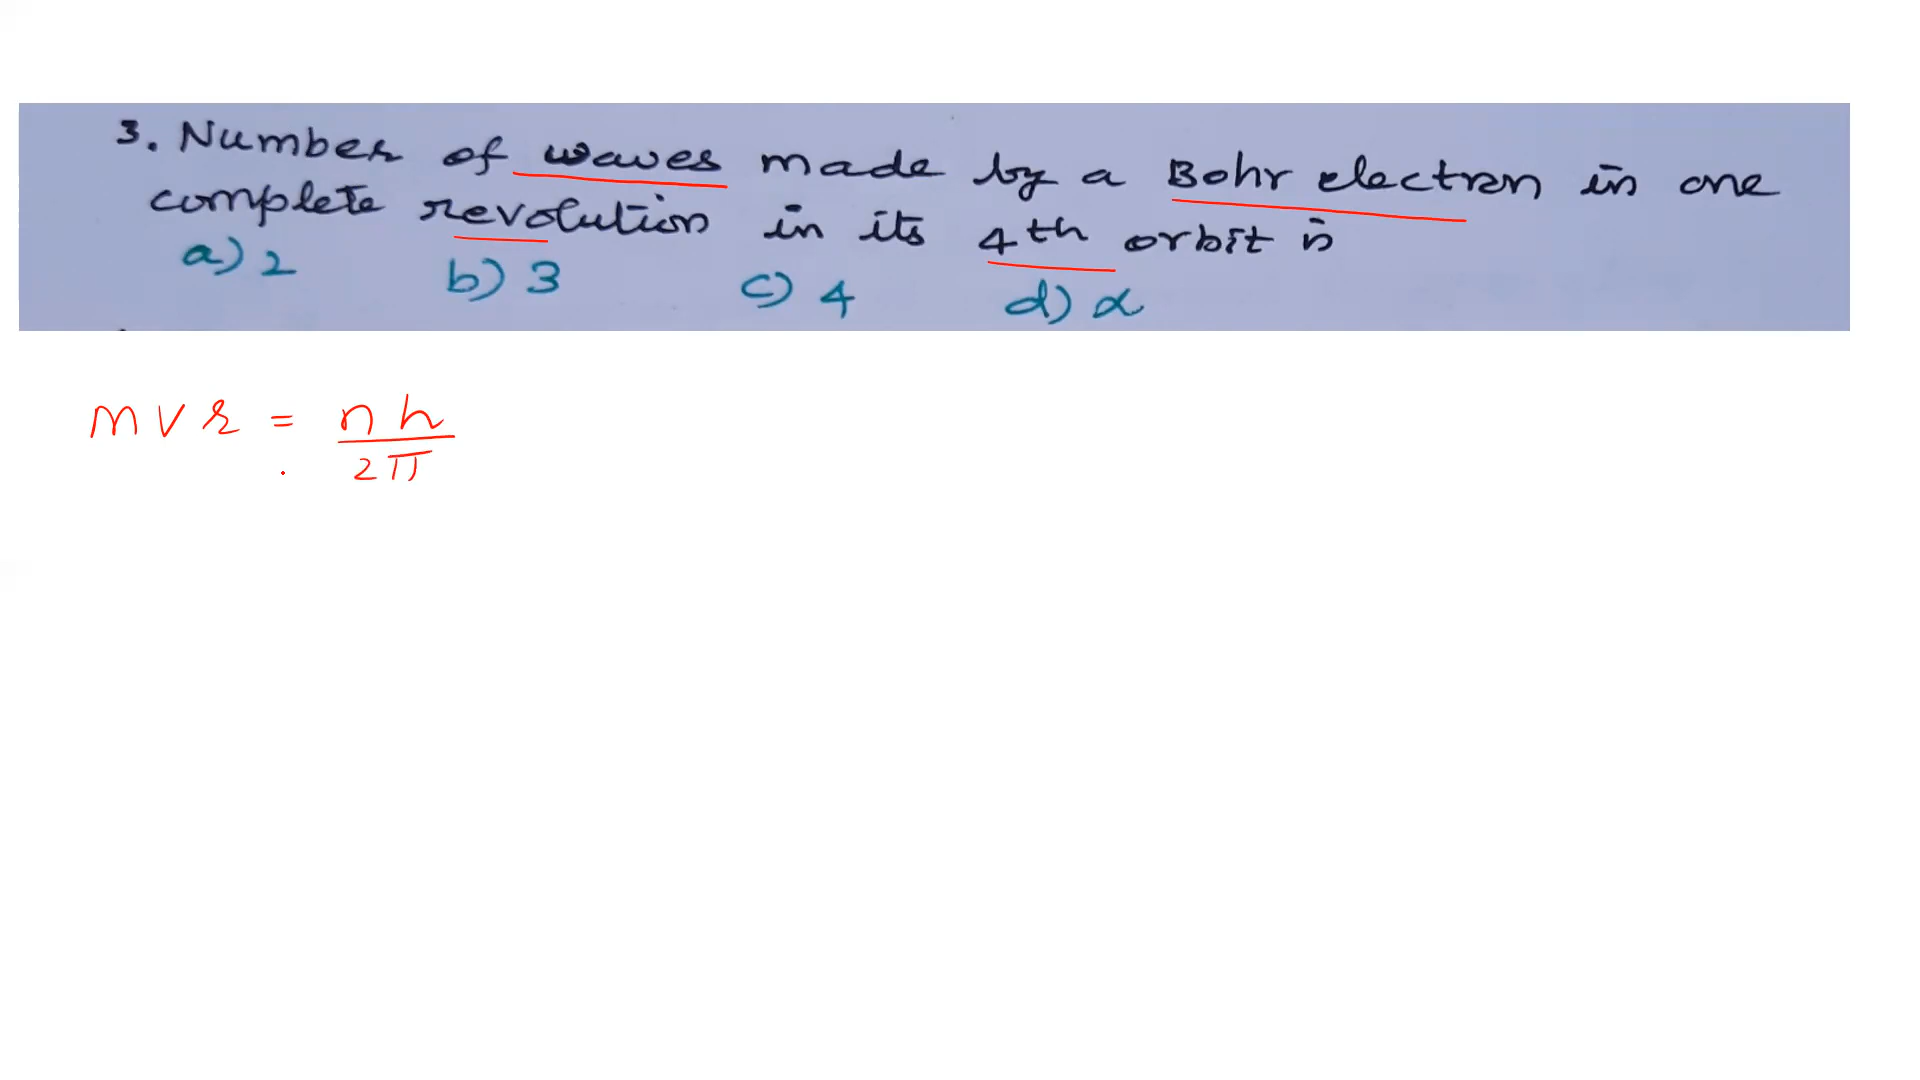 3. Number of waves made by a Bohr electron in one
complete revolution in its 4th orbit is
a) 2 b) 3 c) 4 d) α
mvr = nh
2π